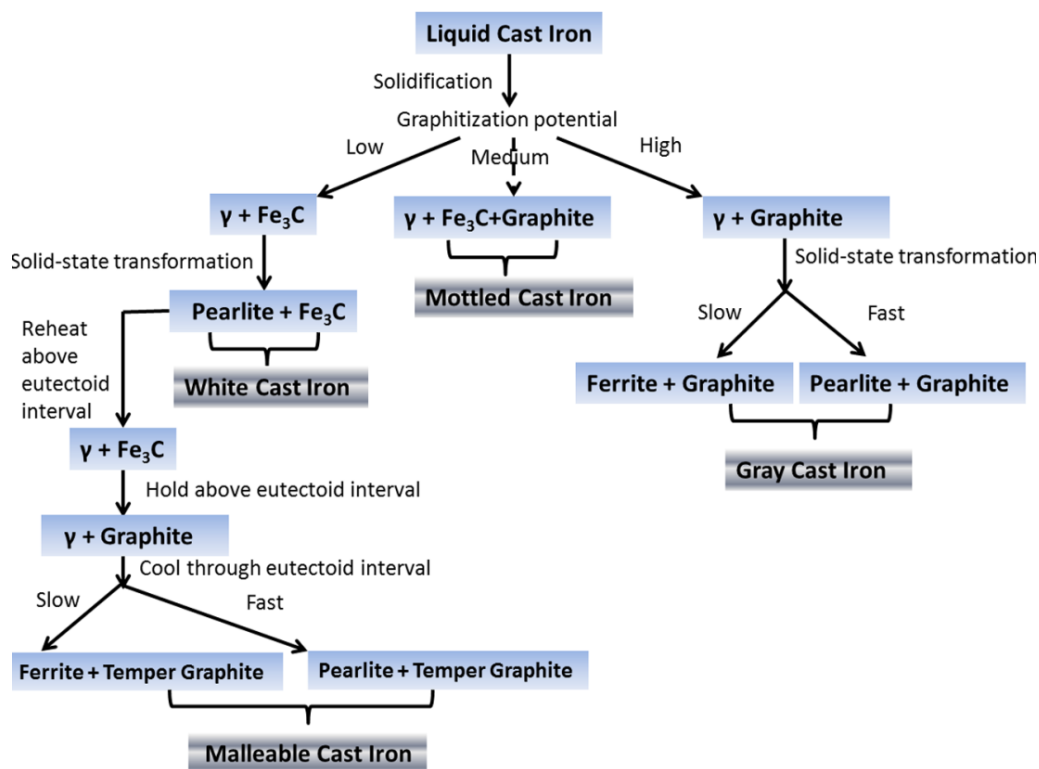 Liquid Cast Iron
Solidification
Graphitization potential
Low
Medium
High
γ + Fe₃C
γ + Fe₃C+Graphite
γ + Graphite
Solid-state transformation
Solid-state transformation
Mottled Cast Iron
Pearlite + Fe₃C
Slow
Fast
Reheat
above
eutectoid
interval
White Cast Iron
Ferrite + Graphite
Pearlite + Graphite
γ + Fe₃C
Gray Cast Iron
Hold above eutectoid interval
γ + Graphite
Cool through eutectoid interval
Slow
Fast
Ferrite + Temper Graphite
Pearlite + Temper Graphite
Malleable Cast Iron